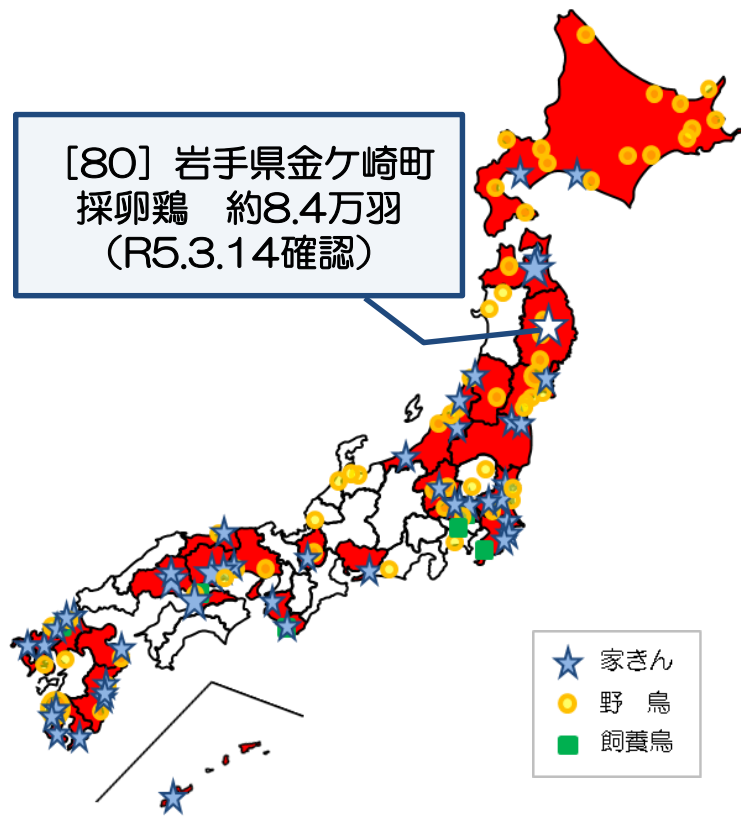 ［80］岩手県金ケ崎町
採卵鶏　約8.4万羽
（R5.3.14確認）
家きん
野　鳥
飼養鳥